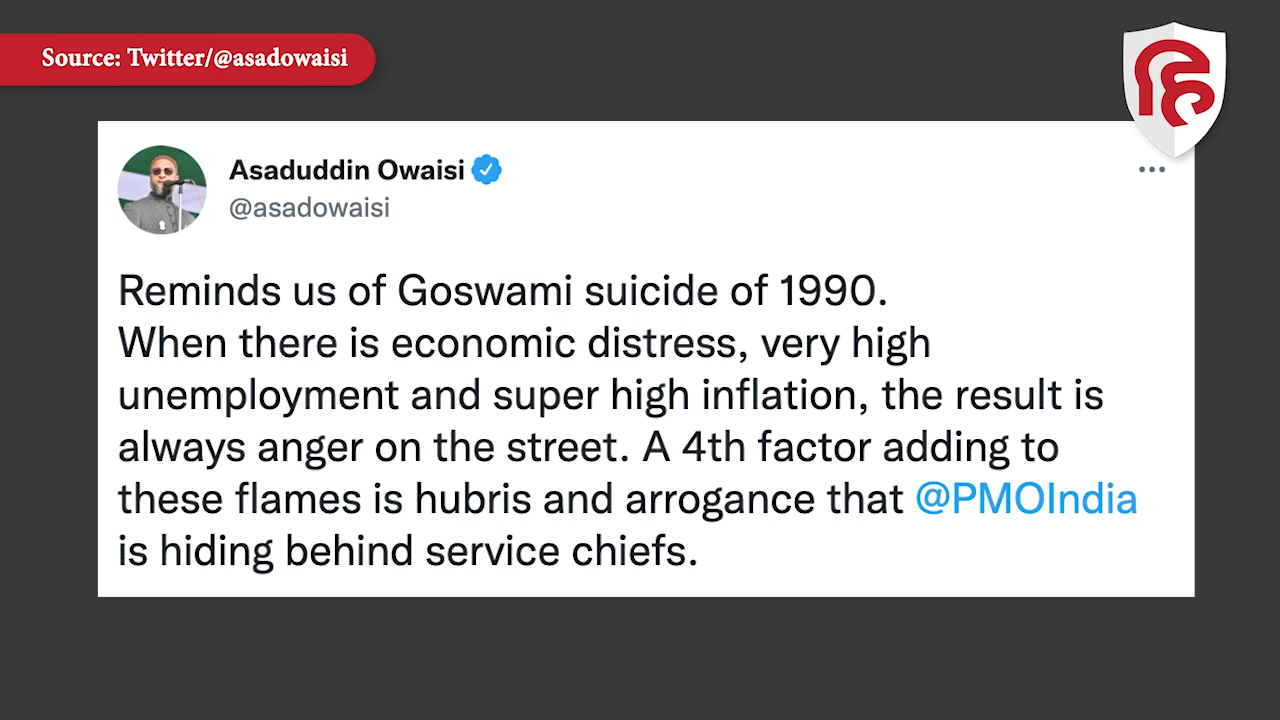 Source: Twitter/@asadowaisi
Asaduddin Owaisi
@asadowaisi
Reminds us of Goswami suicide of 1990.
When there is economic distress, very high
unemployment and super high inflation, the result is
always anger on the street. A 4th factor adding to
these flames is hubris and arrogance that @PMOIndia
is hiding behind service chiefs.